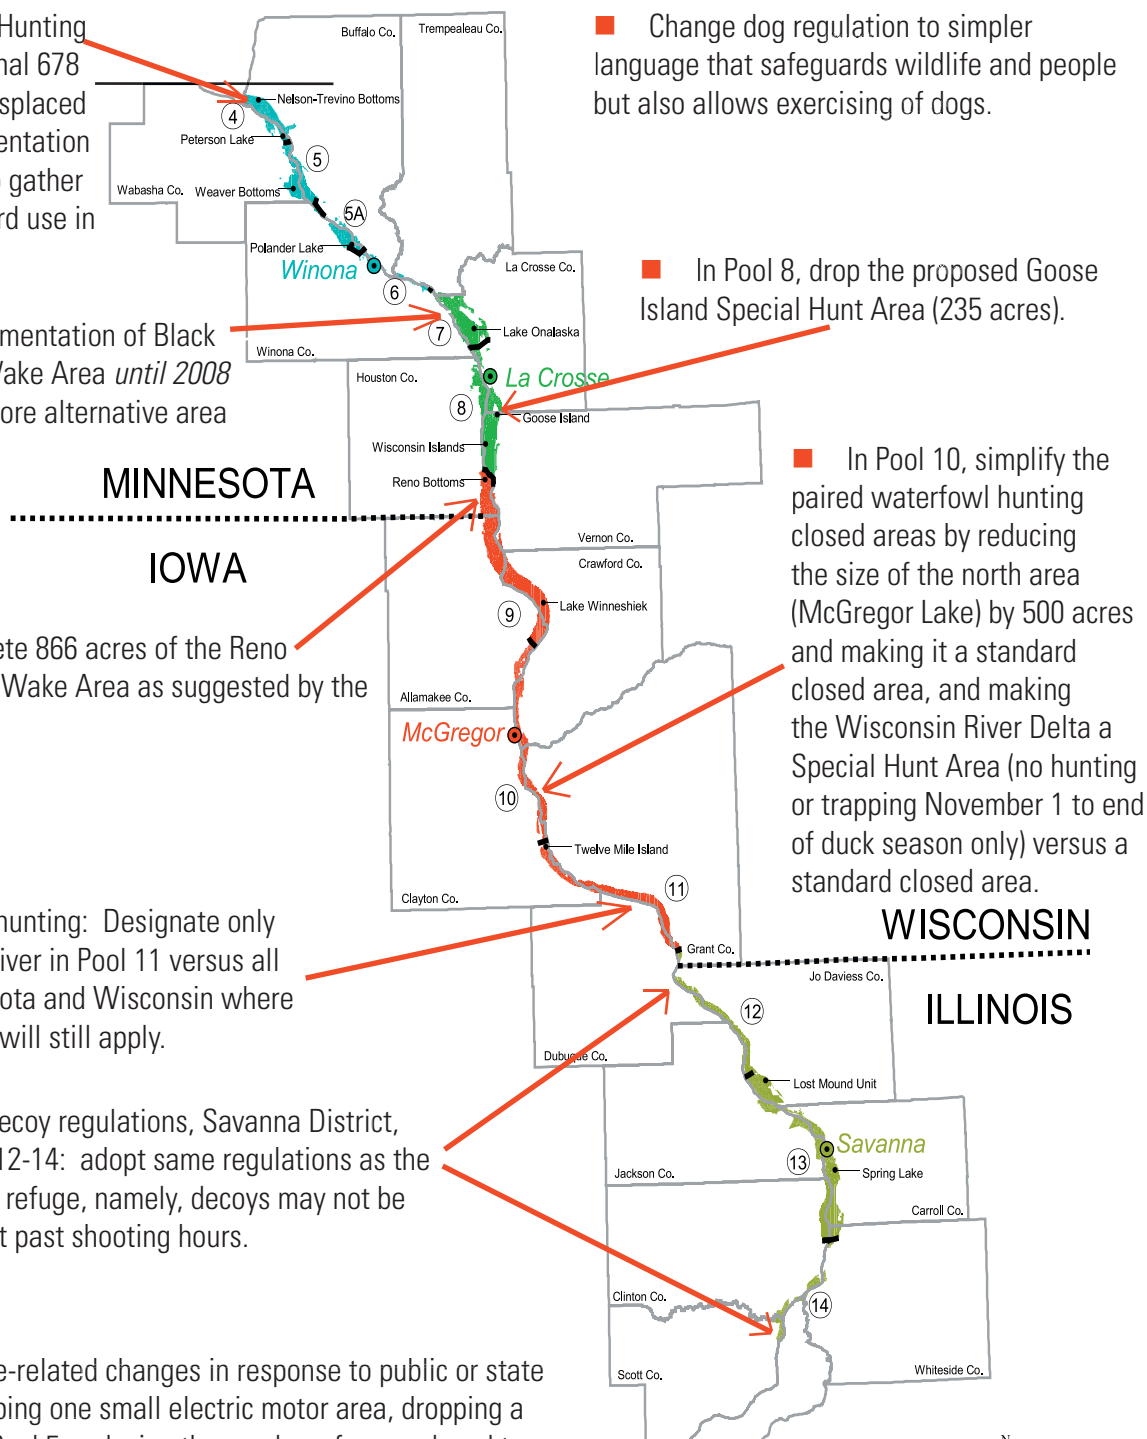 Hunting
nal 678
splaced
entation
o gather
rd use in
■ Change dog regulation to simpler
language that safeguards wildlife and people
but also allows exercising of dogs.
Buffalo Co.
Trempealeau Co.
Nelson-Trevino Bottoms
4
Peterson Lake
5
Wabasha Co.
Weaver Bottoms
5A
Polander Lake
Winona
6
La Crosse Co.
■ In Pool 8, drop the proposed Goose
Island Special Hunt Area (235 acres).
mentation of Black
Wake Area until 2008
ore alternative area
7
Lake Onalaska
Winona Co.
Houston Co.
La Crosse
8
Goose Island
Wisconsin Islands
Reno Bottoms
MINNESOTA
IOWA
Vernon Co.
Crawford Co.
■ In Pool 10, simplify the
paired waterfowl hunting
closed areas by reducing
the size of the north area
(McGregor Lake) by 500 acres
and making it a standard
closed area, and making
the Wisconsin River Delta a
Special Hunt Area (no hunting
or trapping November 1 to end
of duck season only) versus a
standard closed area.
Lake Winneshiek
9
ete 866 acres of the Reno
Wake Area as suggested by the
Allamakee Co.
McGregor
10
Twelve Mile Island
11
Clayton Co.
WISCONSIN
Grant Co.
hunting: Designate only
iver in Pool 11 versus all
ota and Wisconsin where
will still apply.
Jo Daviess Co.
ILLINOIS
12
Dubuque Co.
Lost Mound Unit
ecoy regulations, Savanna District,
12-14: adopt same regulations as the
refuge, namely, decoys may not be
t past shooting hours.
Savanna
13
Spring Lake
Jackson Co.
Carroll Co.
Clinton Co.
14
Scott Co.
Whiteside Co.
e-related changes in response to public or state
ping one small electric motor area, dropping a
N